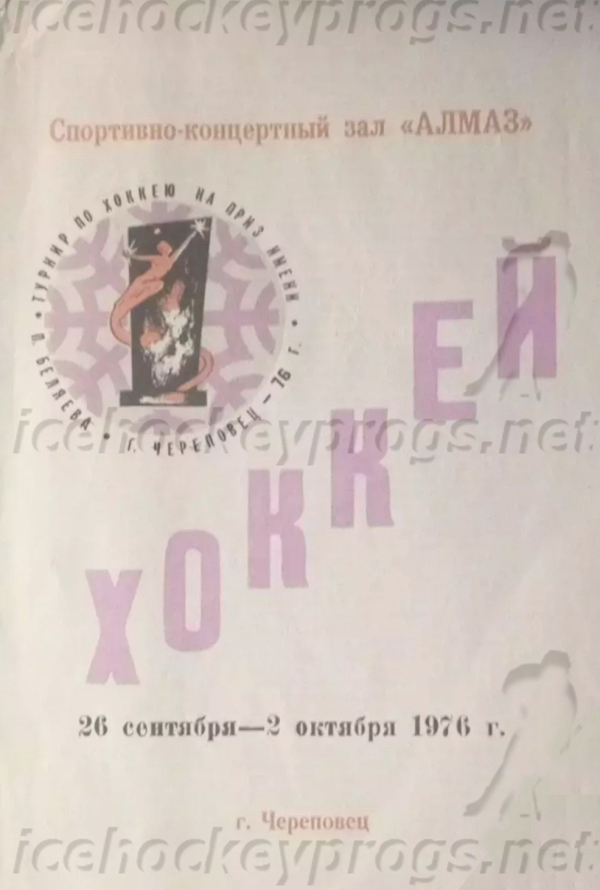 icehockeyprogs.net
Спортивно-концертный зал «АЛМАЗ»
• ТУРНИР ПО ХОККЕЮ НА ПРИЗ ИМЕНИ • П. БЕЛЯЕВА • Г. ЧЕРЕПОВЕЦ – 76 Г.
icehockeyprogs.net
ХОККЕЙ
26 сентября—2 октября 1976 г.
г. Череповец
icehockeyprogs.net